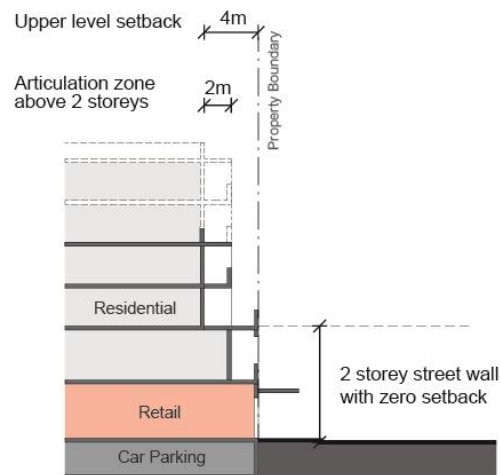 Upper level setback
4m
Articulation zone
above 2 storeys
2m
Property Boundary
Residential
2 storey street wall
with zero setback
Retail
Car Parking